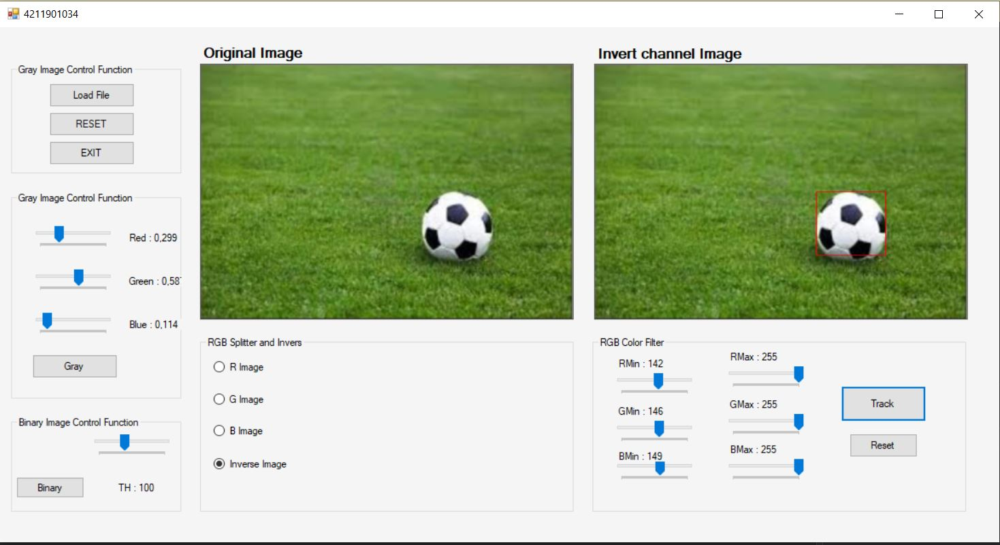 4211901034
Original Image
Invert channel Image
Gray Image Control Function
Load File
RESET
EXIT
Gray Image Control Function
Red : 0,299
Green : 0,587
Blue : 0,114
Gray
Binary Image Control Function
Binary
TH : 100
RGB Splitter and Invers
R Image
G Image
B Image
Inverse Image
RGB Color Filter
RMin : 142
RMax : 255
GMin : 146
GMax : 255
BMin : 149
BMax : 255
Track
Reset